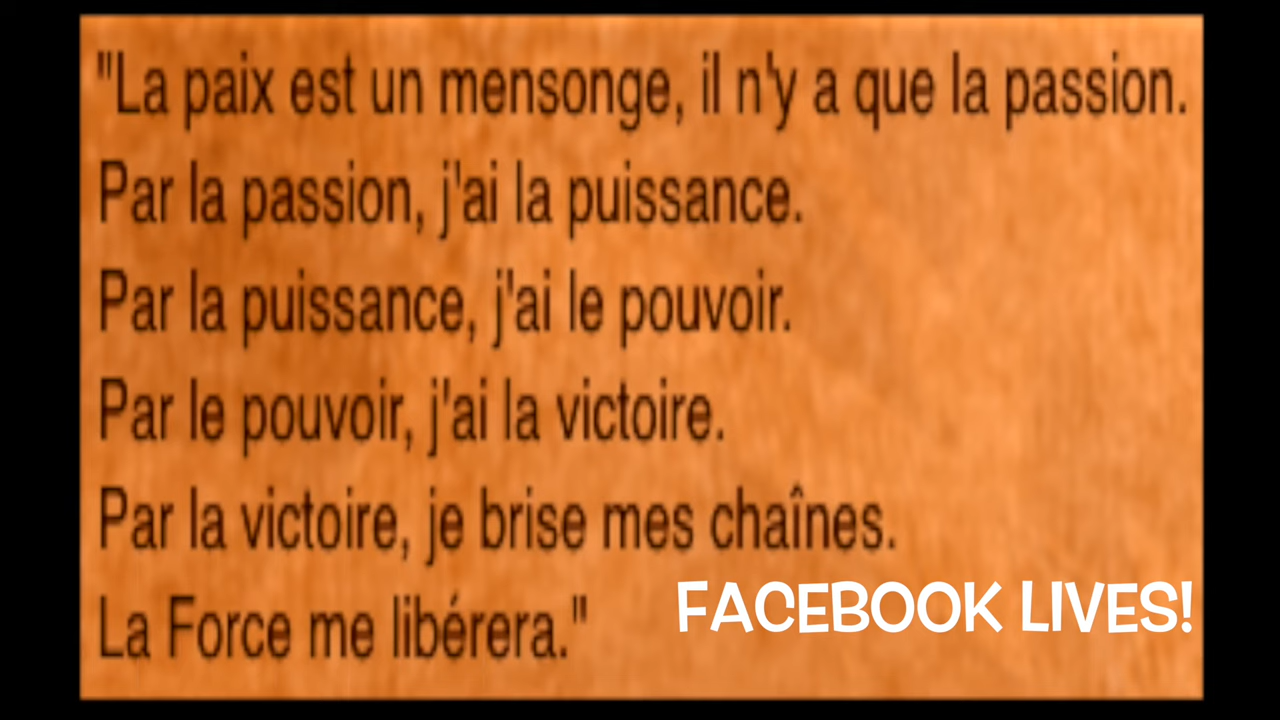 "La paix est un mensonge, il n'y a que la passion.
Par la passion, j'ai la puissance.
Par la puissance, j'ai le pouvoir.
Par le pouvoir, j'ai la victoire.
Par la victoire, je brise mes chaînes.
La Force me libérera."
FACEBOOK LIVES!